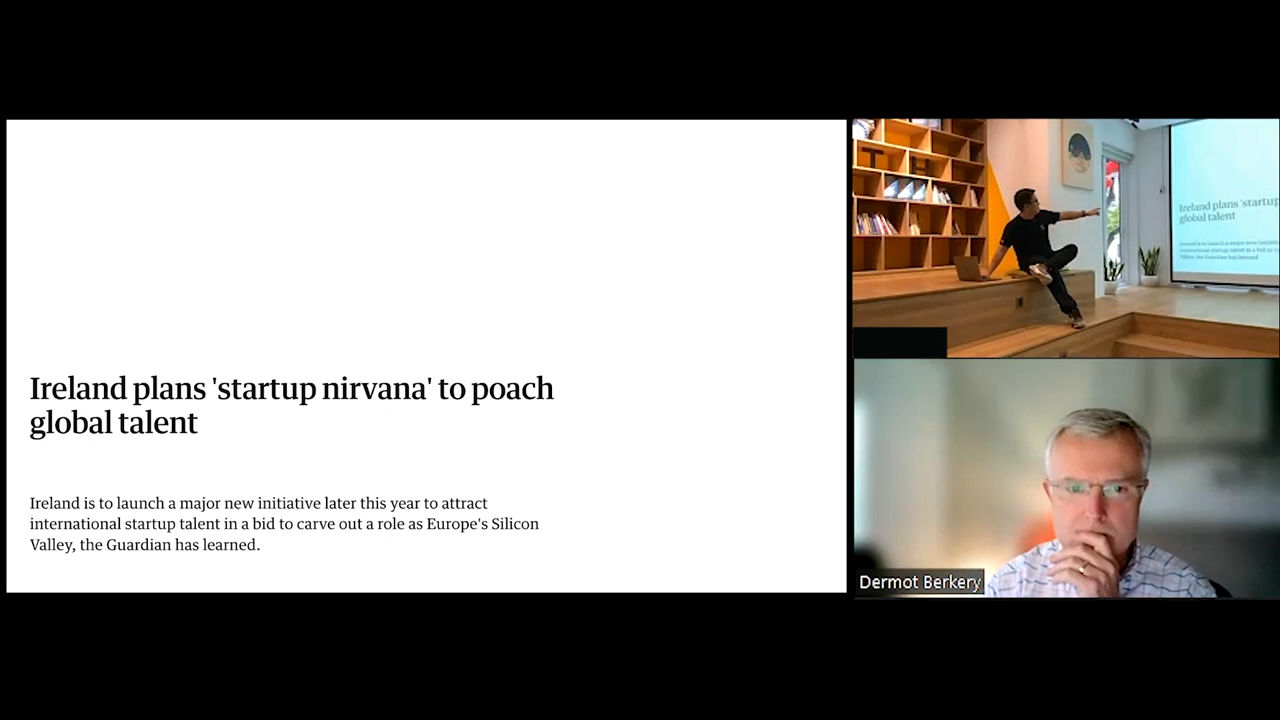 Ireland plans 'startup nirvana' to poach
global talent
Ireland is to launch a major new initiative later this year to attract
international startup talent in a bid to carve out a role as Europe's Silicon
Valley, the Guardian has learned.
T H
Ireland plans 'startup
global talent
Dermot Berkery